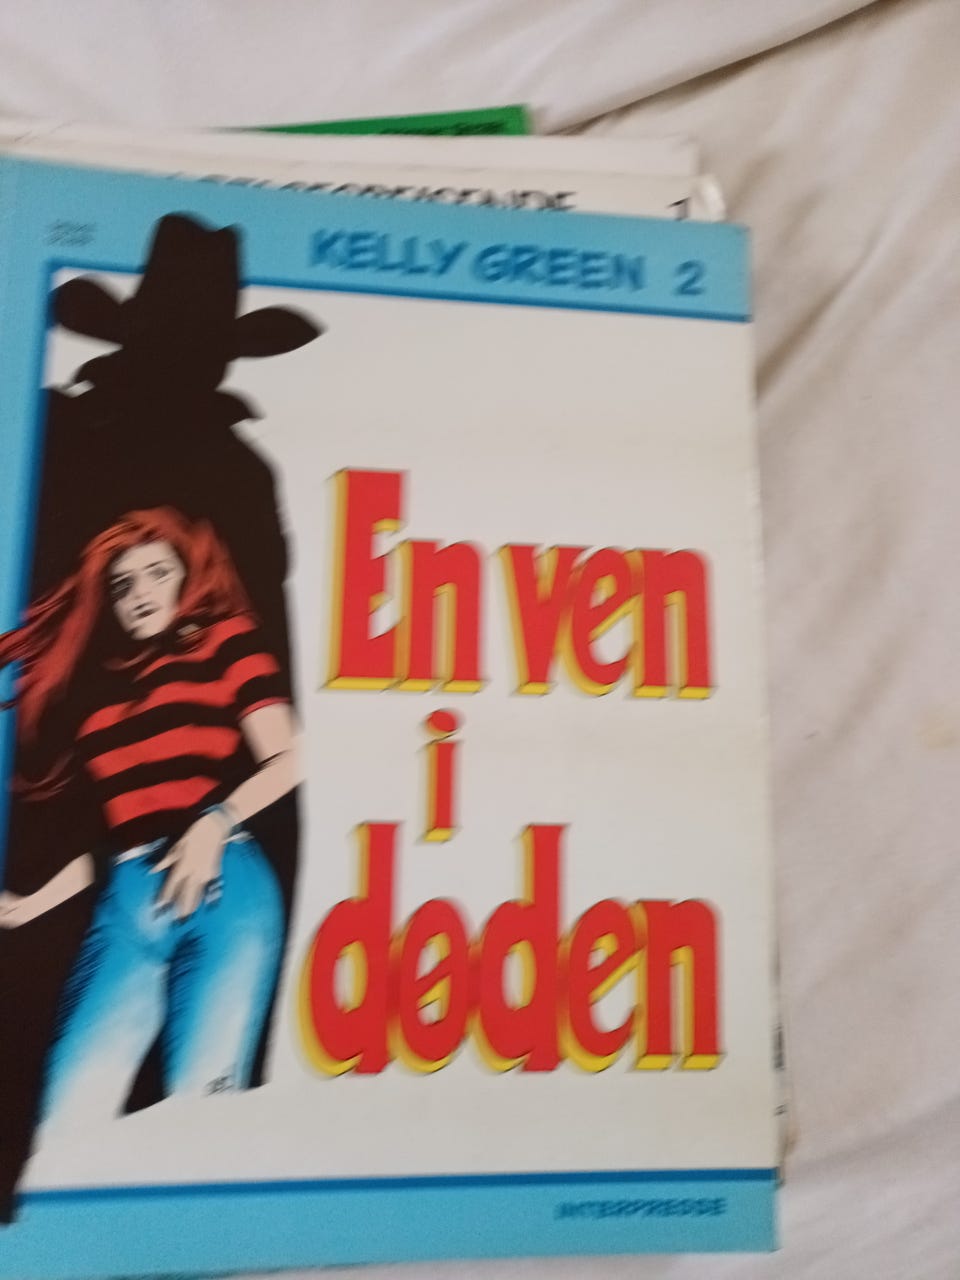 KELLY GREEN 2
En ven
i
døden
INTERPRESSE